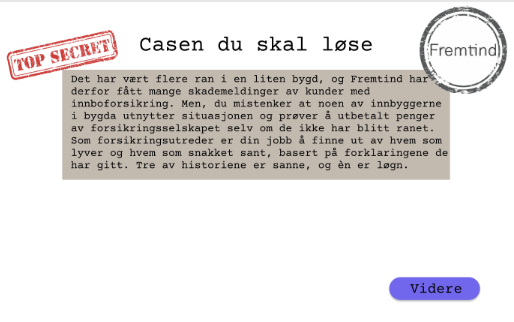 TOP SECRET
Casen du skal løse
Fremtind
Det har vært flere ran i en liten bygd, og Fremtind har
derfor fått mange skademeldinger av kunder med
innboforsikring. Men, du mistenker at noen av innbyggerne
i bygda utnytter situasjonen og prøver å utbetalt penger
av forsikringsselskapet selv om de ikke har blitt ranet.
Som forsikringsutreder er din jobb å finne ut av hvem som
lyver og hvem som snakket sant, basert på forklaringene de
har gitt. Tre av historiene er sanne, og èn er løgn.
Videre